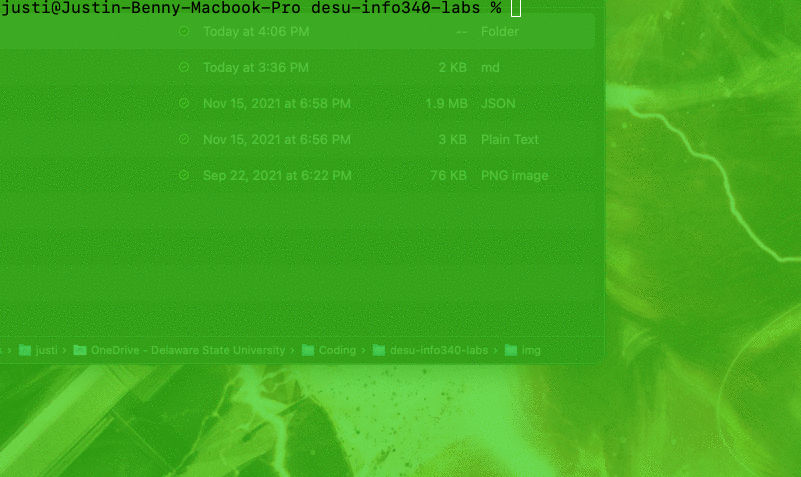 justi@Justin-Benny-Macbook-Pro desu-info340-labs %
Today at 4:06 PM -- Folder
Today at 3:36 PM 2 KB md
Nov 15, 2021 at 6:58 PM 1.9 MB JSON
Nov 15, 2021 at 6:56 PM 3 KB Plain Text
Sep 22, 2021 at 6:22 PM 76 KB PNG image
› justi › OneDrive - Delaware State University › Coding › desu-info340-labs › img